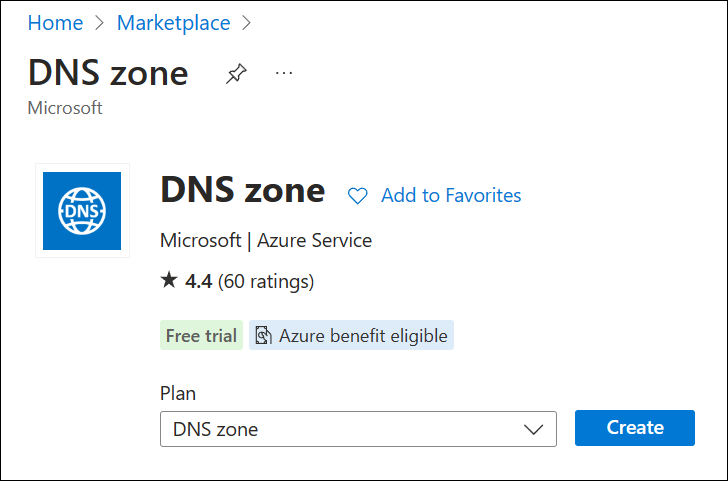 Home > Marketplace >
DNS zone ...
Microsoft
DNS
DNS zone Add to Favorites
Microsoft | Azure Service
★ 4.4 (60 ratings)
Free trial Azure benefit eligible
Plan
DNS zone Create